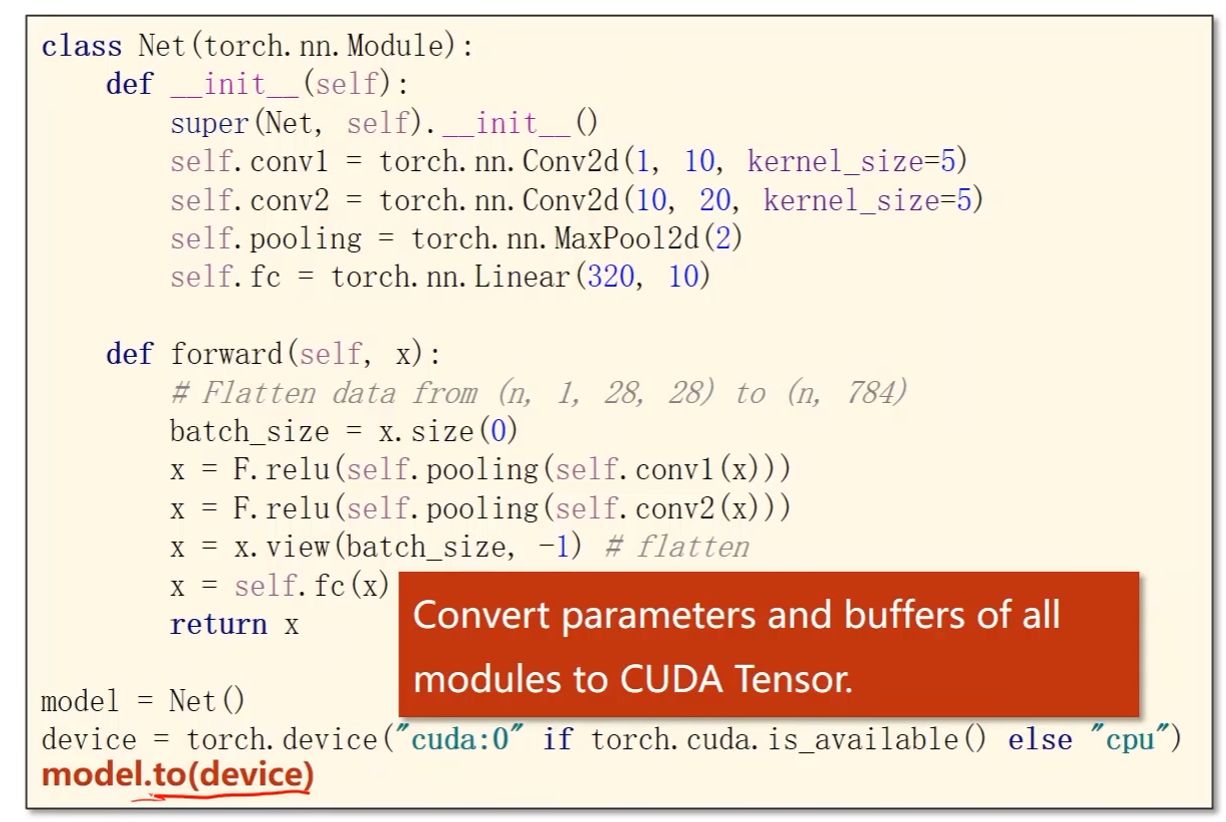 class Net(torch.nn.Module):
    def __init__(self):
        super(Net, self).__init__()
        self.conv1 = torch.nn.Conv2d(1, 10, kernel_size=5)
        self.conv2 = torch.nn.Conv2d(10, 20, kernel_size=5)
        self.pooling = torch.nn.MaxPool2d(2)
        self.fc = torch.nn.Linear(320, 10)

    def forward(self, x):
        # Flatten data from (n, 1, 28, 28) to (n, 784)
        batch_size = x.size(0)
        x = F.relu(self.pooling(self.conv1(x)))
        x = F.relu(self.pooling(self.conv2(x)))
        x = x.view(batch_size, -1) # flatten
        x = self.fc(x)
        return x
Convert parameters and buffers of all
modules to CUDA Tensor.

model = Net()
device = torch.device("cuda:0" if torch.cuda.is_available() else "cpu")
model.to(device)